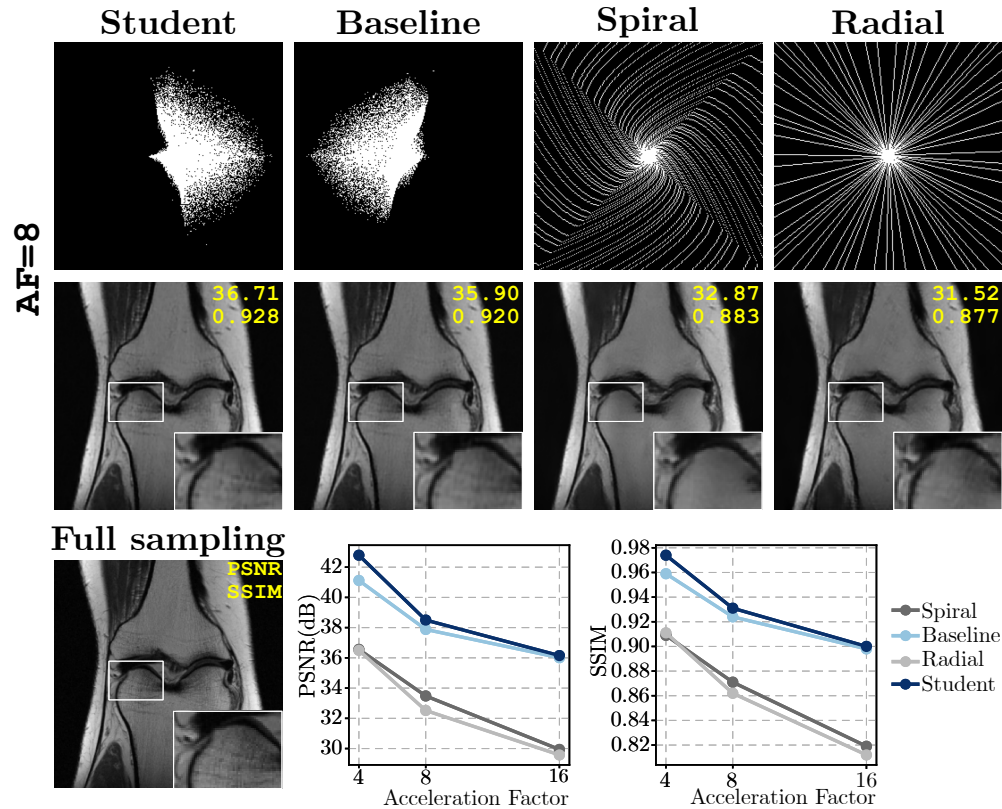 Student Baseline Spiral Radial
AF=8
36.71 35.90 32.87 31.52
0.928 0.920 0.883 0.877
Full sampling
PSNR
SSIM
PSNR(dB)
42
40
38
36
34
32
30
4 8 16
Acceleration Factor
SSIM
0.98
0.96
0.94
0.92
0.90
0.88
0.86
0.84
0.82
4 8 16
Acceleration Factor
Spiral
Baseline
Radial
Student